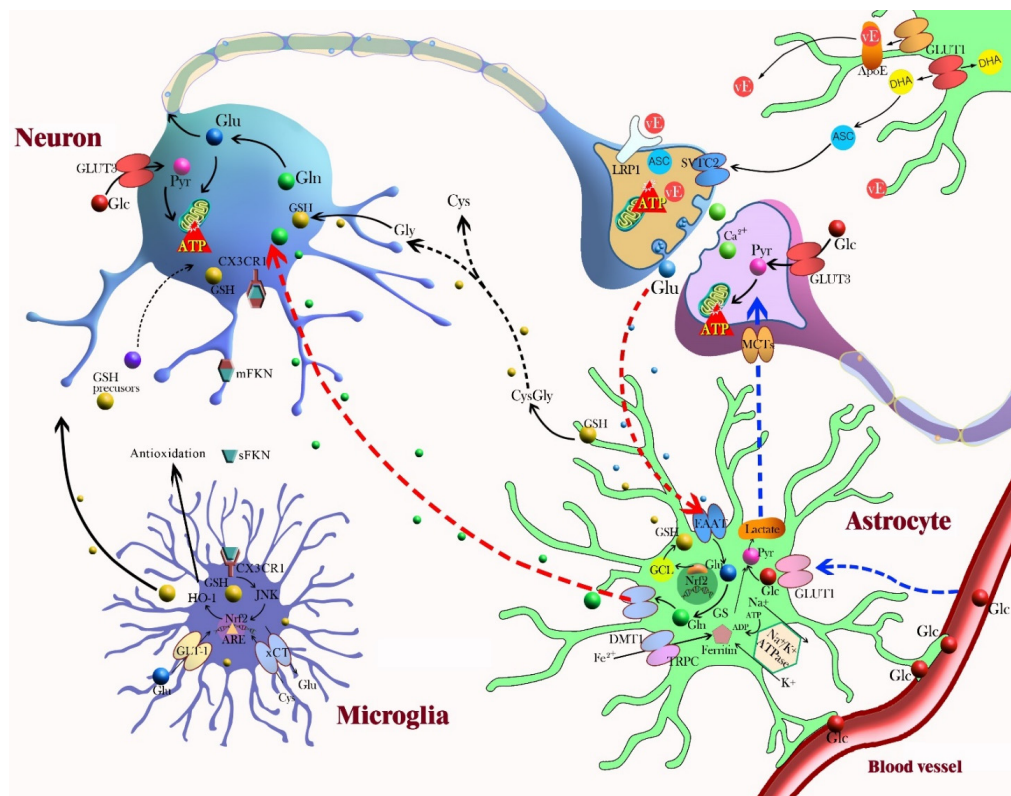 Neuron
Glu
GLUT3
Pyr
Gln
Glc
GSH
ATP
CX3CR1
GSH
Gly
Cys
mFKN
GSH
precusors
vE
ApoE
GLUT1
DHA
DHA
vE
ASC
vE
vE
LRP1
ASC
SVTC2
ATP
vE
Ca²⁺
Pyr
Glc
GLUT3
Glu
ATP
MCTs
CysGly
GSH
Antioxidation
sFKN
CX3CR1
GSH
HO-1
JNK
Nrf2
ARE
GLT-1
xCT
Glu
Glu
Cys
Microglia
Astrocyte
EAAT
Lactate
GSH
Pyr
GCL
Glu
Nrf2
Glc
GLUT1
Glc
Gln
GS
Na⁺
ATP
ADP
DMT1
Ferritin
Na⁺/K⁺
ATPase
Fe²⁺
TRPC
K+
Glc
Glc
Glc
Blood vessel